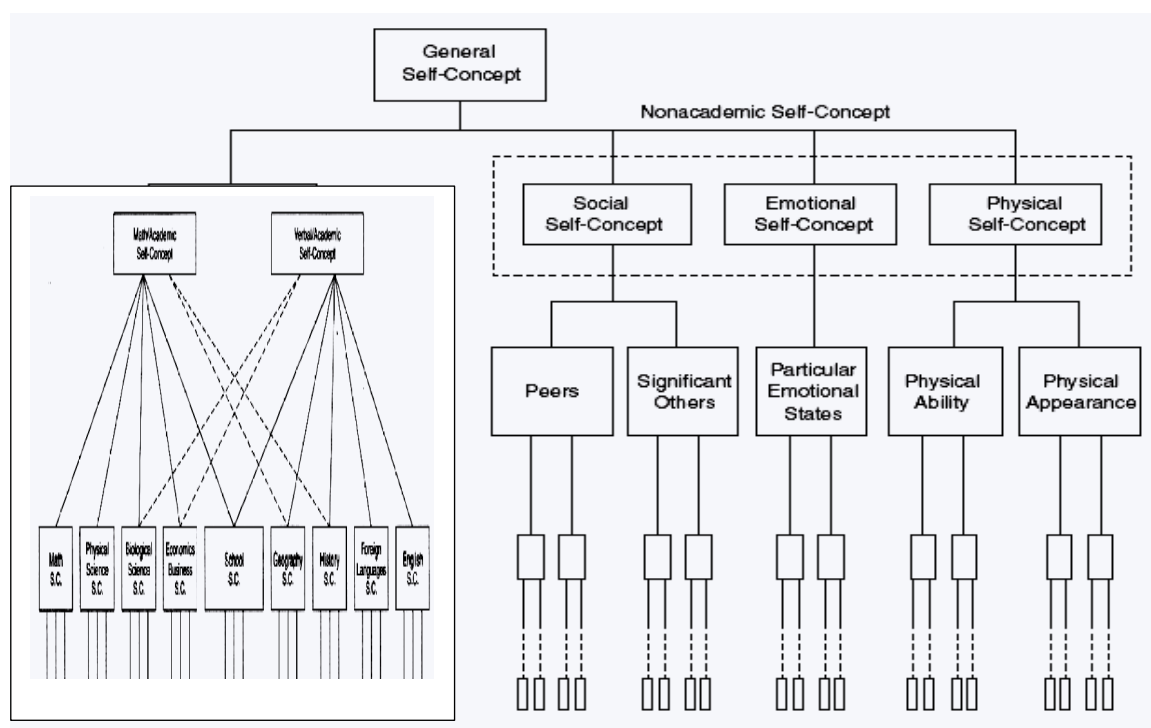 General
Self-Concept
Nonacademic Self-Concept
Social
Self-Concept
Emotional
Self-Concept
Physical
Self-Concept
Math/Academic
Self-Concept
Verbal/Academic
Self-Concept
Peers
Significant
Others
Particular
Emotional
States
Physical
Ability
Physical
Appearance
Math
S.C.
Physical
Science
S.C.
Biological
Science
S.C.
Economics
Business
S.C.
School
S.C.
Geography
S.C.
History
S.C.
Foreign
Languages
S.C.
English
S.C.